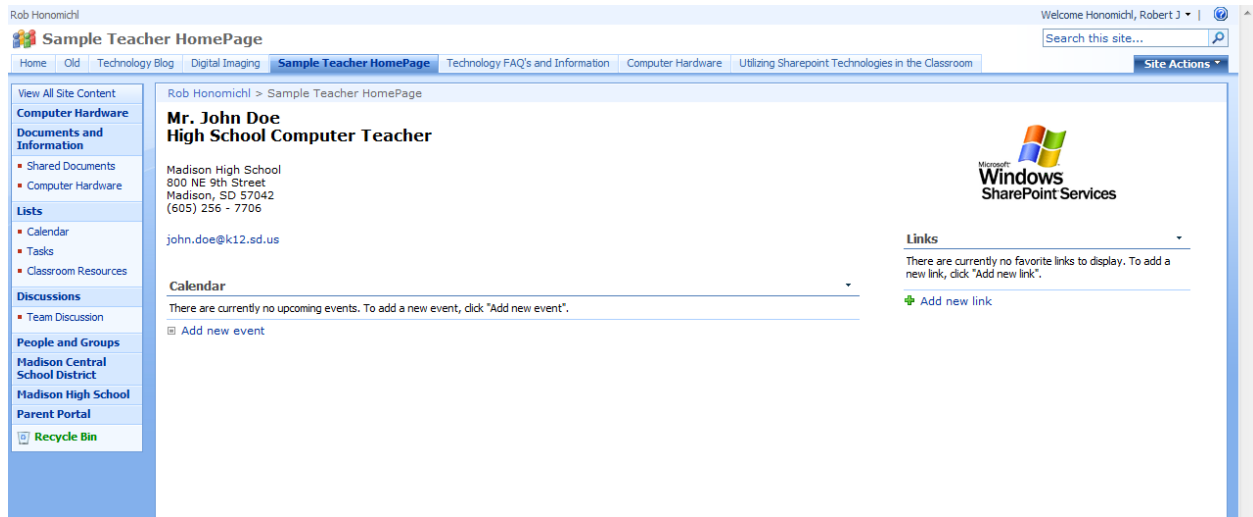 Rob Honomichl
Welcome Honomichl, Robert J
Sample Teacher HomePage
Search this site...
Home Old Technology Blog Digital Imaging Sample Teacher HomePage Technology FAQ's and Information Computer Hardware Utilizing Sharepoint Technologies in the Classroom
Site Actions
View All Site Content
Computer Hardware
Documents and
Information
Shared Documents
Computer Hardware
Lists
Calendar
Tasks
Classroom Resources
Discussions
Team Discussion
People and Groups
Madison Central
School District
Madison High School
Parent Portal
Recycle Bin
Rob Honomichl > Sample Teacher HomePage
Mr. John Doe
High School Computer Teacher
Madison High School
800 NE 9th Street
Madison, SD 57042
(605) 256 - 7706
john.doe@k12.sd.us
Calendar
There are currently no upcoming events. To add a new event, click "Add new event".
Add new event
Microsoft
Windows
SharePoint Services
Links
There are currently no favorite links to display. To add a
new link, click "Add new link".
Add new link